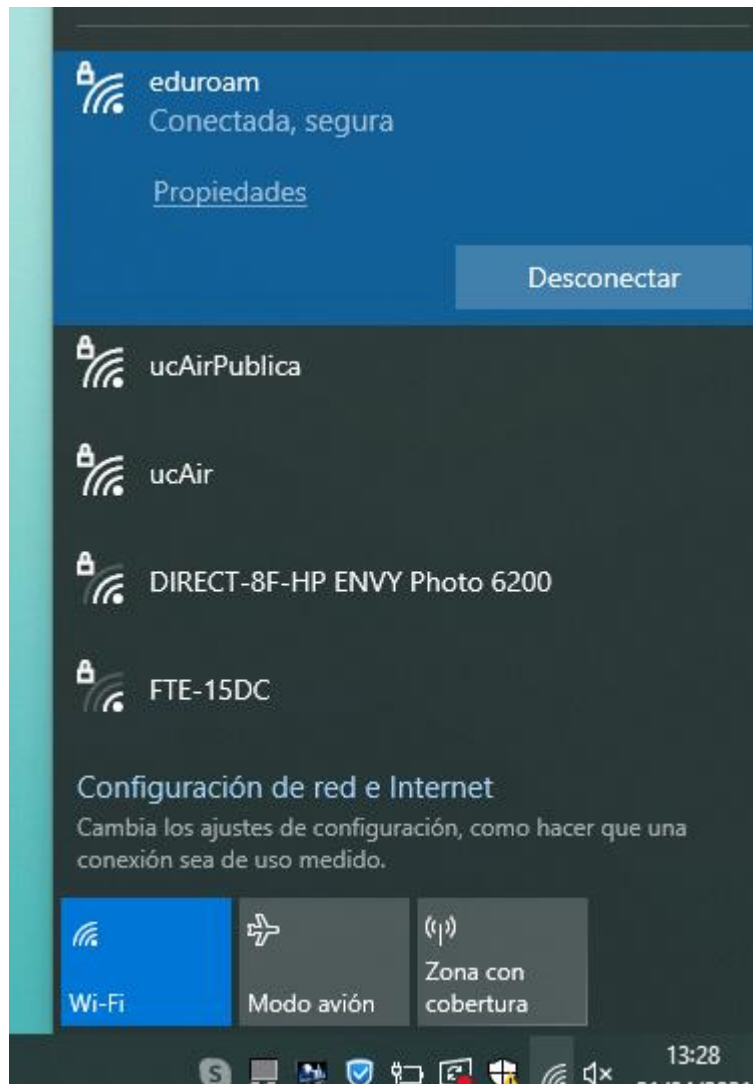 eduroam
Conectada, segura
Propiedades
Desconectar
ucAirPublica
ucAir
DIRECT-8F-HP ENVY Photo 6200
FTE-15DC
Configuración de red e Internet
Cambia los ajustes de configuración, como hacer que una
conexión sea de uso medido.
Wi-Fi
Modo avión
Zona con
cobertura
13:28